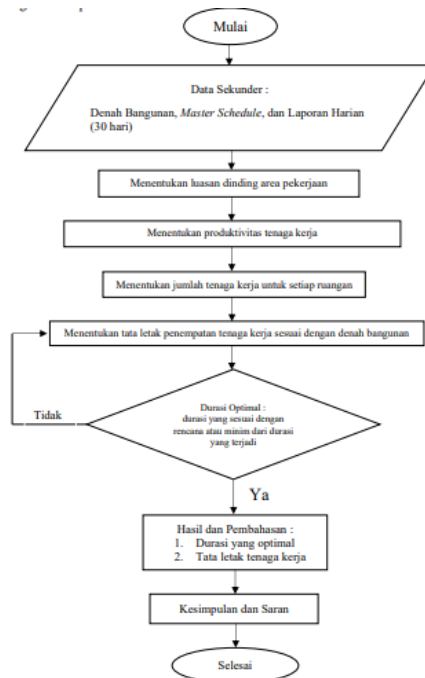 Mulai
Data Sekunder :
Denah Bangunan, Master Schedule, dan Laporan Harian
(30 hari)
Menentukan luasan dinding area pekerjaan
Menentukan produktivitas tenaga kerja
Menentukan jumlah tenaga kerja untuk setiap ruangan
Menentukan tata letak penempatan tenaga kerja sesuai dengan denah bangunan
Tidak
Durasi Optimal :
durasi yang sesuai dengan
rencana atau minim dari durasi
yang terjadi
Ya
Hasil dan Pembahasan :
1. Durasi yang optimal
2. Tata letak tenaga kerja
Kesimpulan dan Saran
Selesai